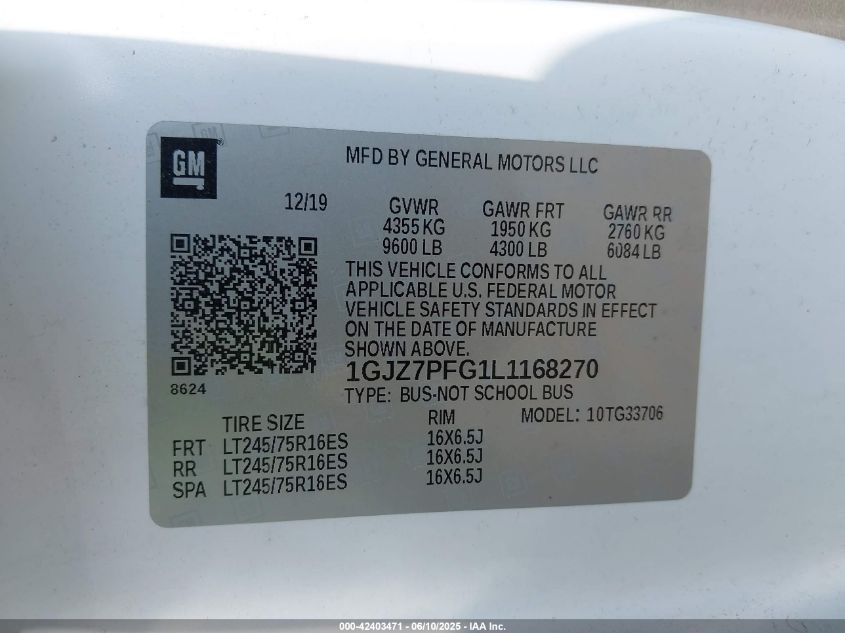 GM
MFD BY GENERAL MOTORS LLC
12/19
GVWR GAWR FRT GAWR RR
4355 KG 1950 KG 2760 KG
9600 LB 4300 LB 6084 LB
THIS VEHICLE CONFORMS TO ALL
APPLICABLE U.S. FEDERAL MOTOR
VEHICLE SAFETY STANDARDS IN EFFECT
ON THE DATE OF MANUFACTURE
SHOWN ABOVE.
1GJZ7PFG1L1168270
8624
TYPE: BUS-NOT SCHOOL BUS
TIRE SIZE RIM MODEL: 10TG33706
FRT LT245/75R16ES 16X6.5J
RR LT245/75R16ES 16X6.5J
SPA LT245/75R16ES 16X6.5J
000-42403471 - 06/10/2025 - IAA Inc.